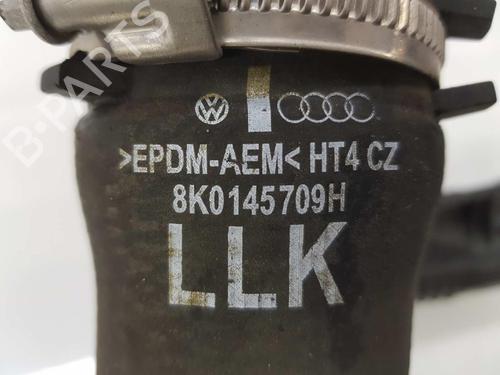 B-PARTS
>EPDM-AEM< HT4 CZ
8K0145709H
LLK